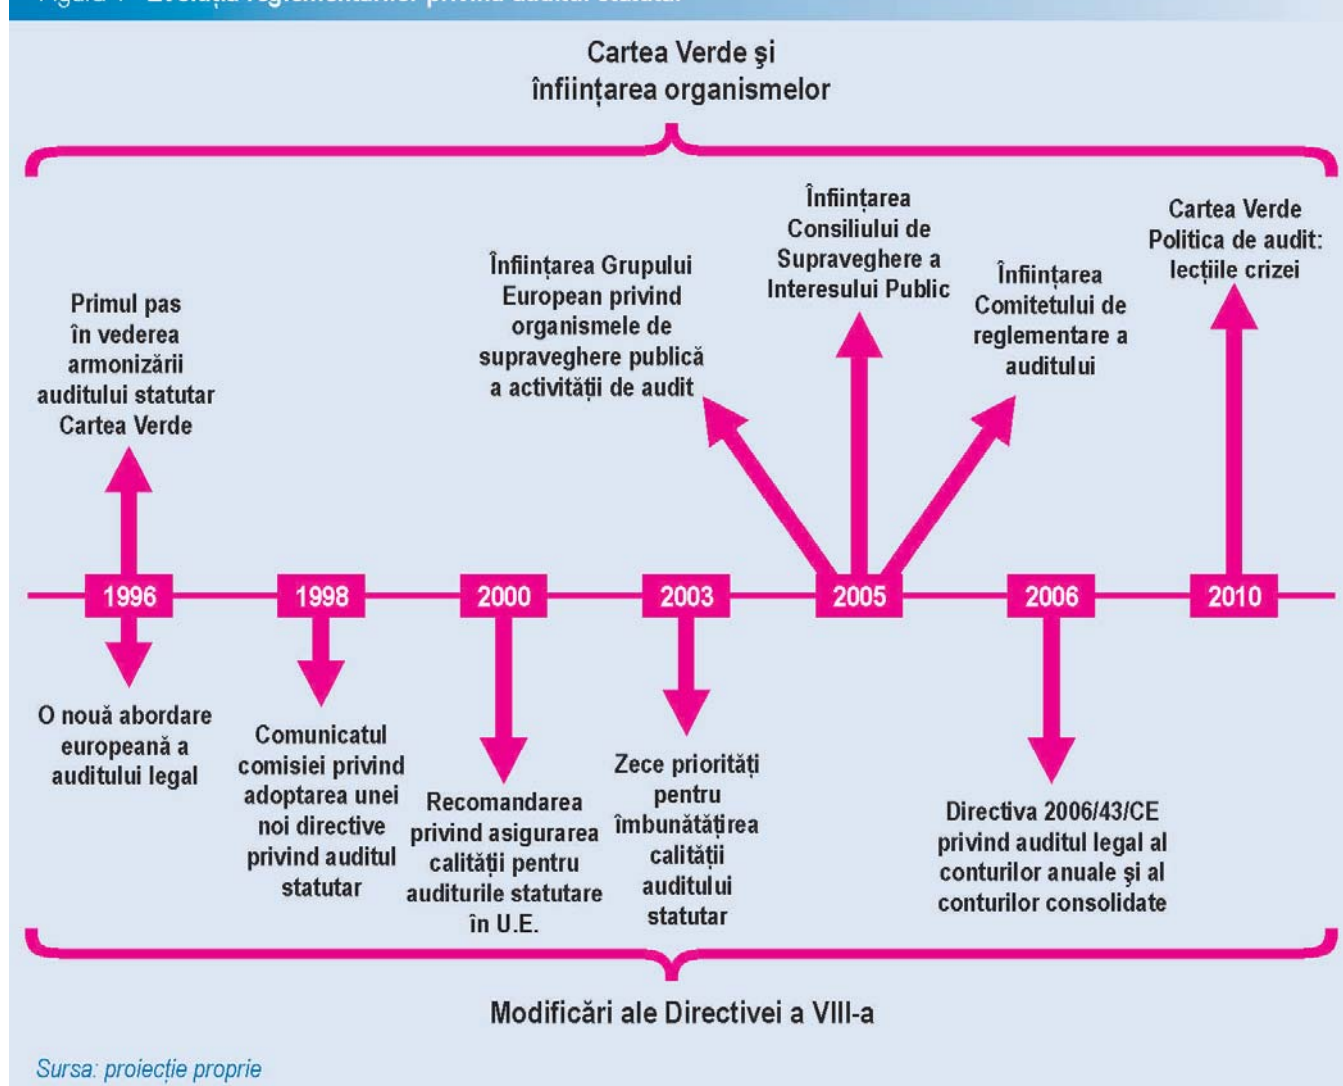 Cartea Verde şi
înfiinţarea organismelor
Primul pas
în vederea
armonizării
auditului statutar
Cartea Verde
Înfiinţarea Grupului
European privind
organismele de
supraveghere publică
a activităţii de audit
Înfiinţarea
Consiliului de
Supraveghere a
Interesului Public
Înfiinţarea
Comitetului de
reglementare a
auditului
Cartea Verde
Politica de audit:
lecţiile crizei
1996
1998
2000
2003
2005
2006
2010
O nouă abordare
europeană a
auditului legal
Comunicatul
comisiei privind
adoptarea unei
noi directive
privind auditul
statutar
Recomandarea
privind asigurarea
calităţii pentru
auditurile statutare
în U.E.
Zece priorităţi
pentru
îmbunătăţirea
calităţii
auditului
statutar
Directiva 2006/43/CE
privind auditul legal al
conturilor anuale şi al
conturilor consolidate
Modificări ale Directivei a VIII-a
Sursa: proiecţie proprie